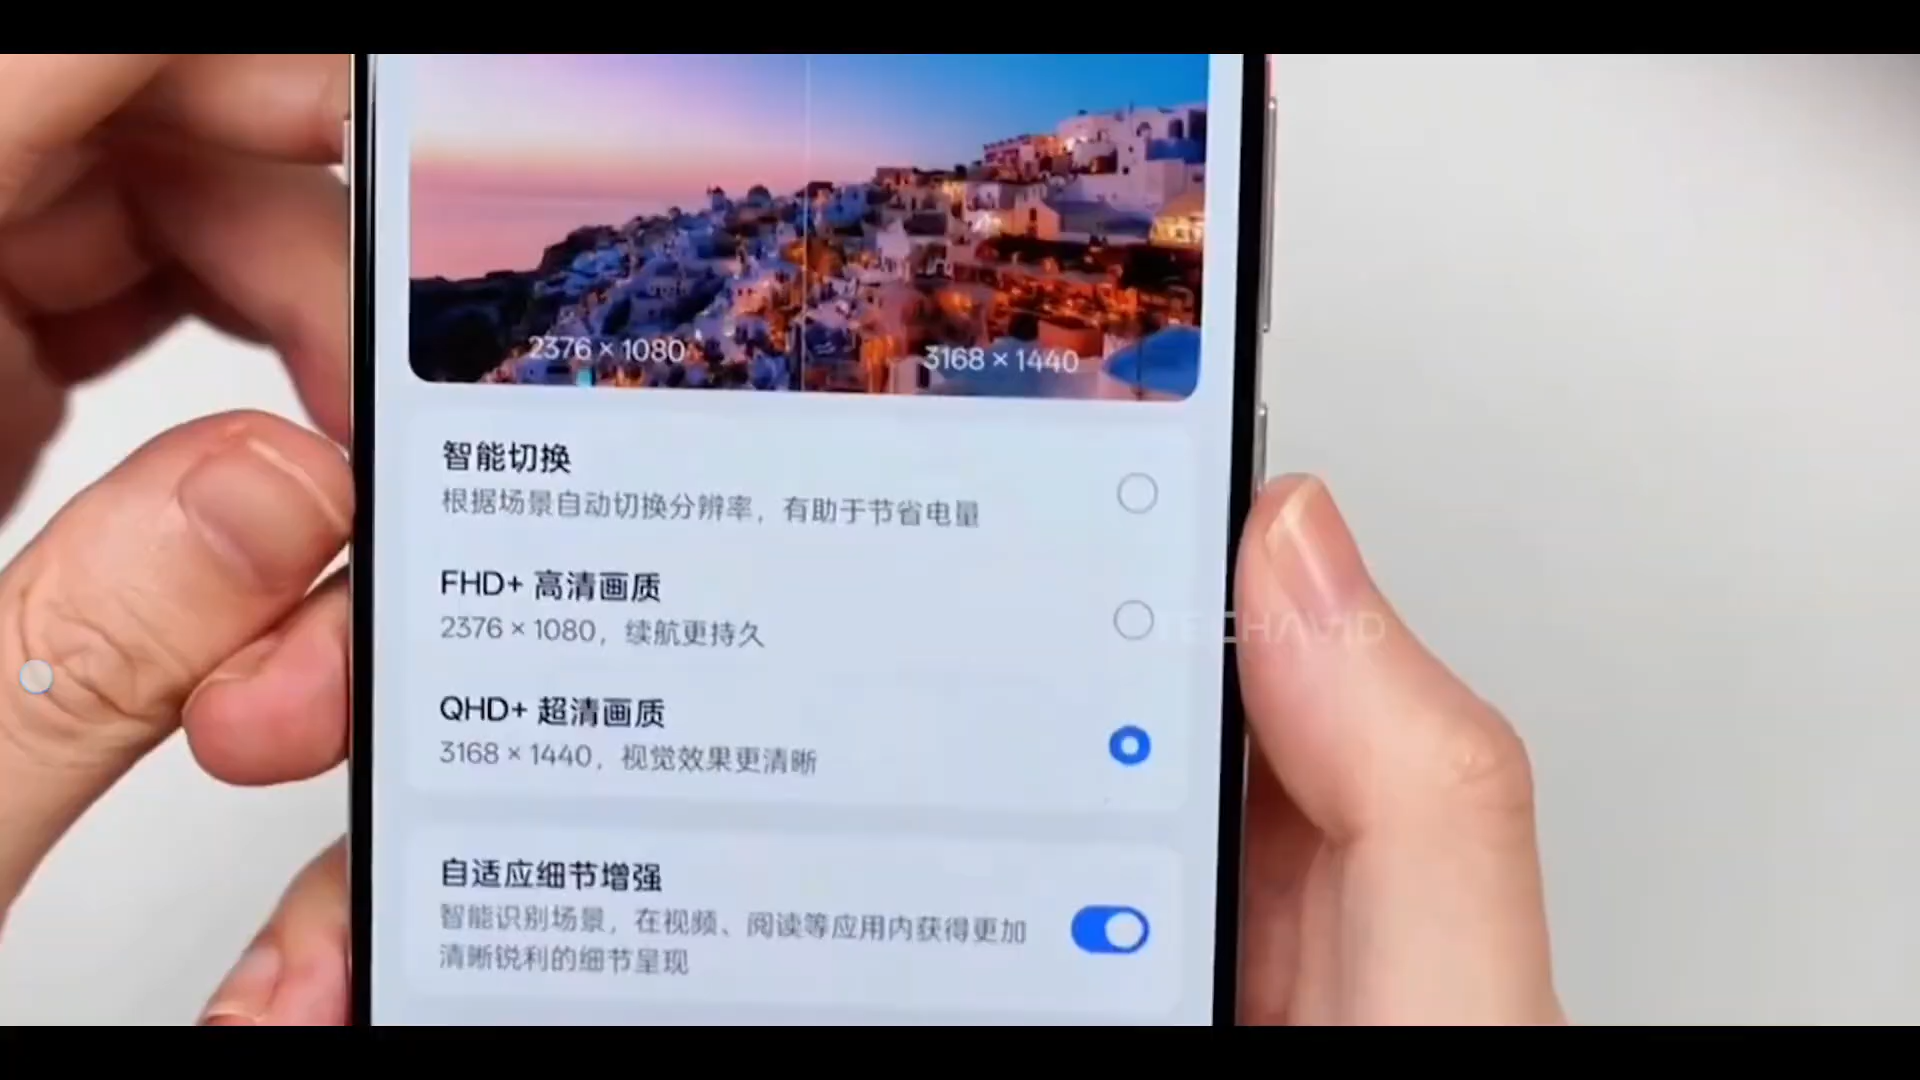 2376 × 1080
3168 × 1440
智能切换
根据场景自动切换分辨率，有助于节省电量
FHD+ 高清画质
2376 × 1080，续航更持久
TECHAVID
QHD+ 超清画质
3168 × 1440，视觉效果更清晰
自适应细节增强
智能识别场景，在视频、阅读等应用内获得更加
清晰锐利的细节呈现